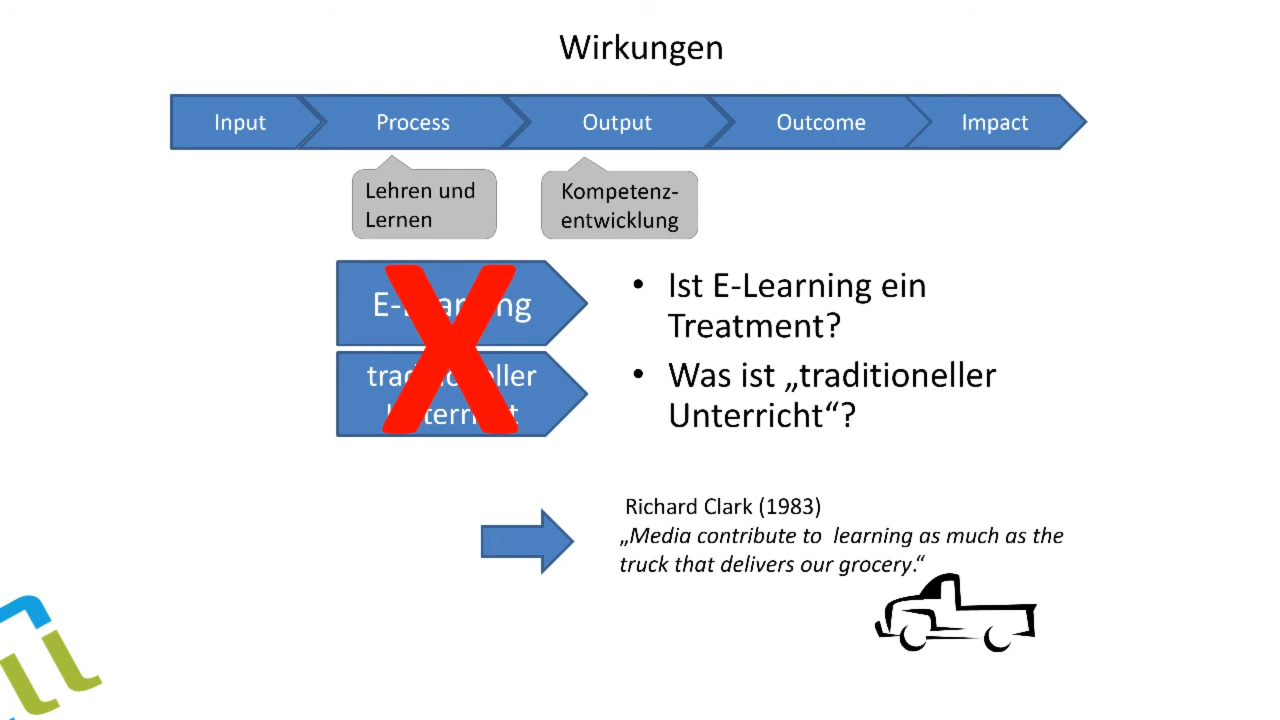 Wirkungen
Input Process Output Outcome Impact
Lehren und
Lernen
Kompetenz-
entwicklung
E-Learning
traditioneller
Unterricht
• Ist E-Learning ein
Treatment?
• Was ist „traditioneller
Unterricht“?
Richard Clark (1983)
„Media contribute to learning as much as the
truck that delivers our grocery.“